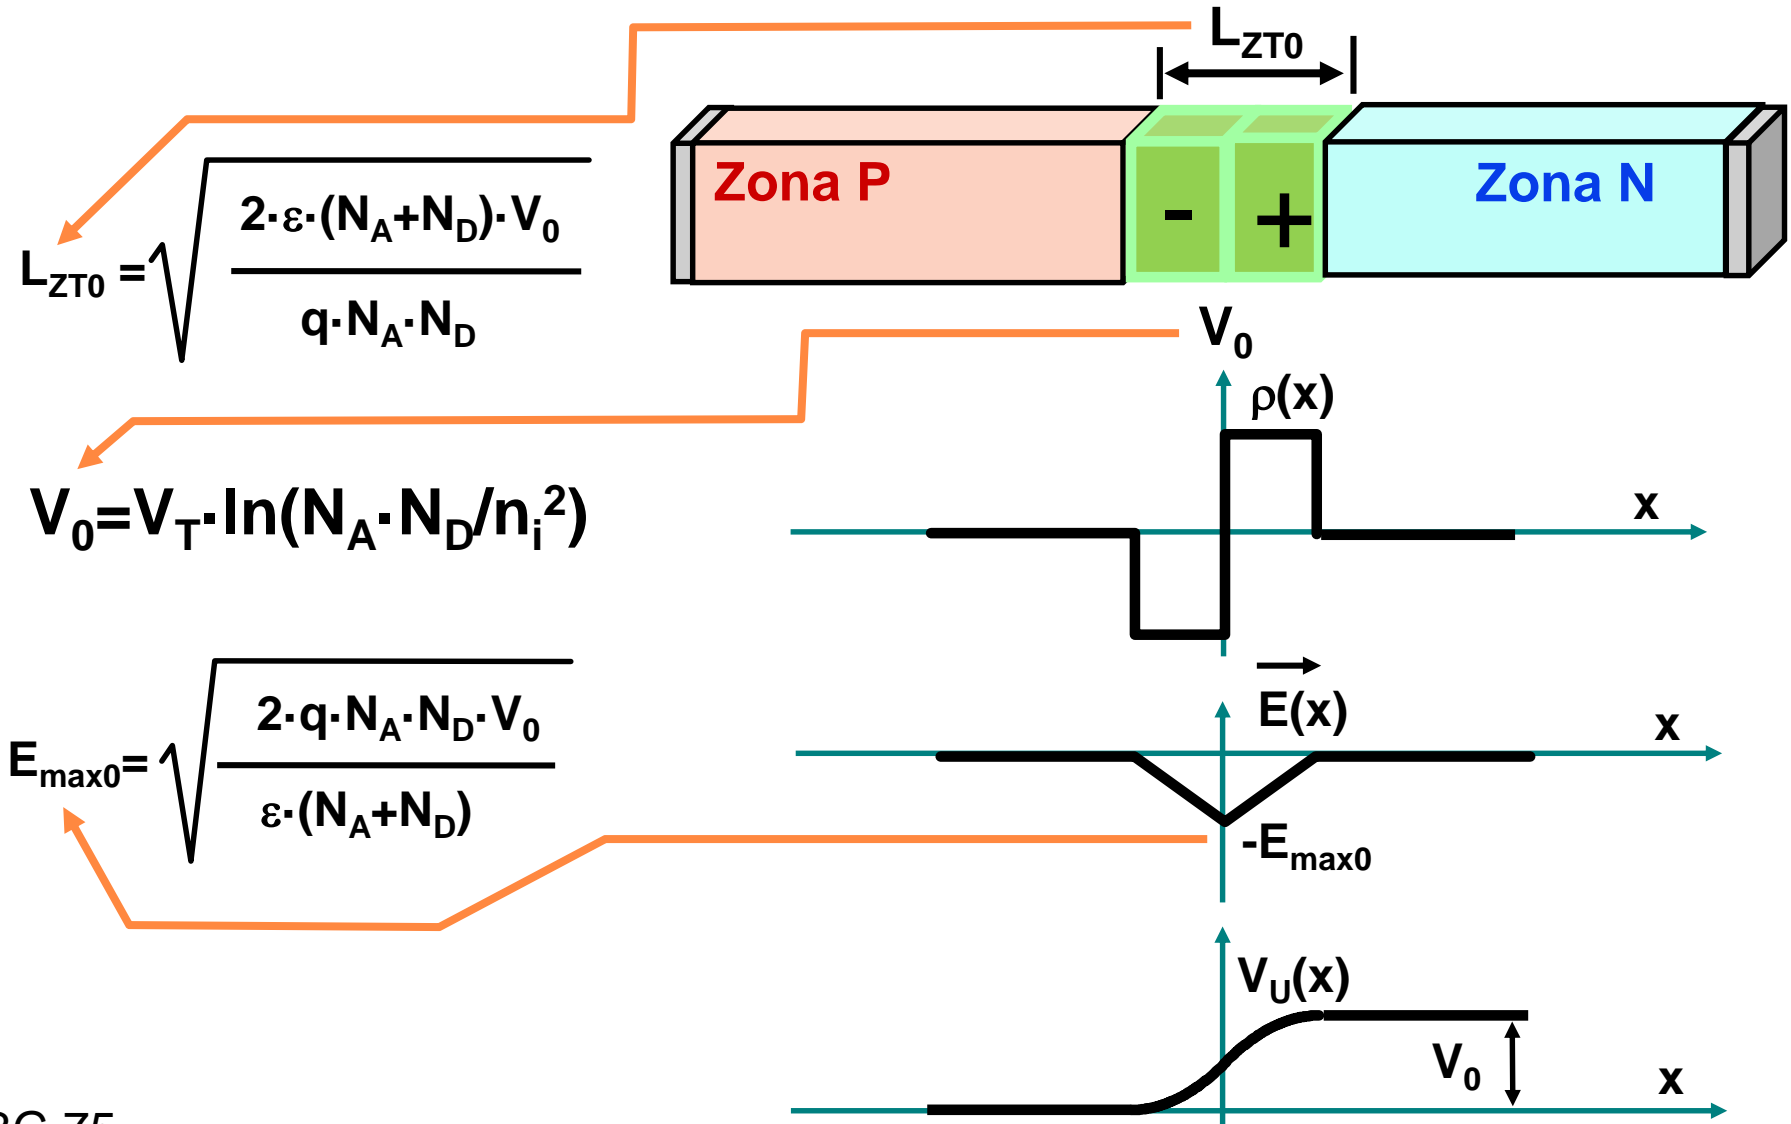 L_ZT0
Zona P
Zona N
-
+
L_ZT0 = √ 2·ε·(N_A+N_D)·V_0
q·N_A·N_D
V_0
ρ(x)
x
V_0=V_T·ln(N_A·N_D/n_i^2)
E(x)
x
E_max0= √ 2·q·N_A·N_D·V_0
ε·(N_A+N_D)
-E_max0
V_U(x)
V_0
x